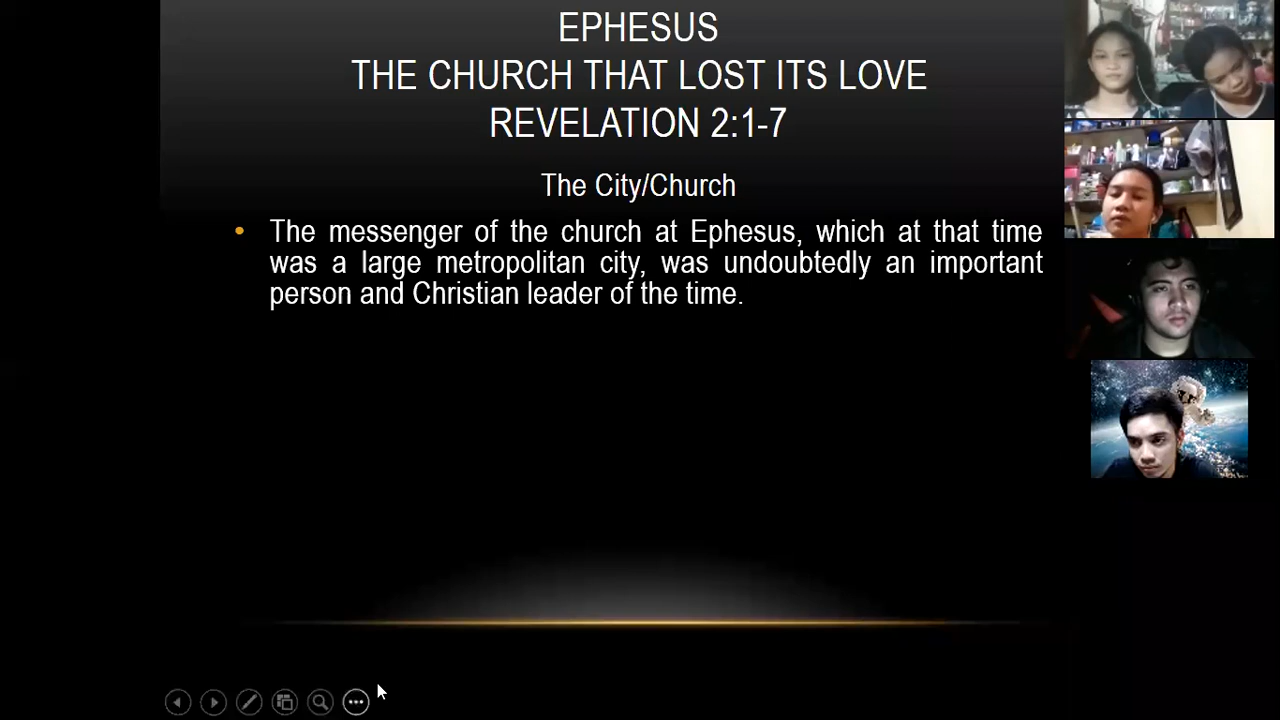 EPHESUS
THE CHURCH THAT LOST ITS LOVE
REVELATION 2:1-7
The City/Church
• The messenger of the church at Ephesus, which at that time
was a large metropolitan city, was undoubtedly an important
person and Christian leader of the time.